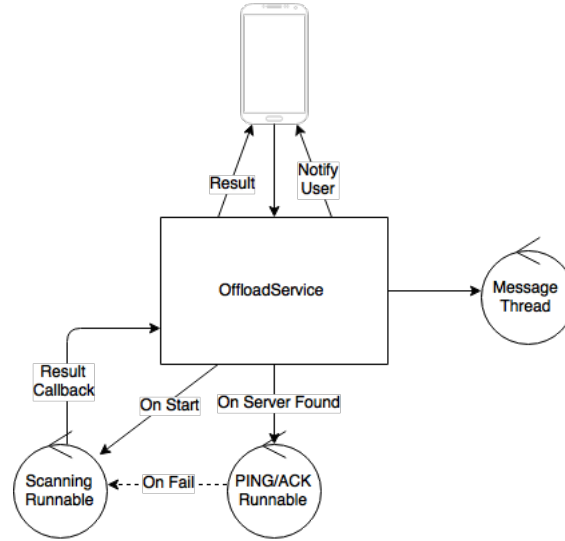 Result
Notify
User
OffloadService
Message
Thread
Result
Callback
On Start
On Server Found
Scanning
Runnable
On Fail
PING/ACK
Runnable